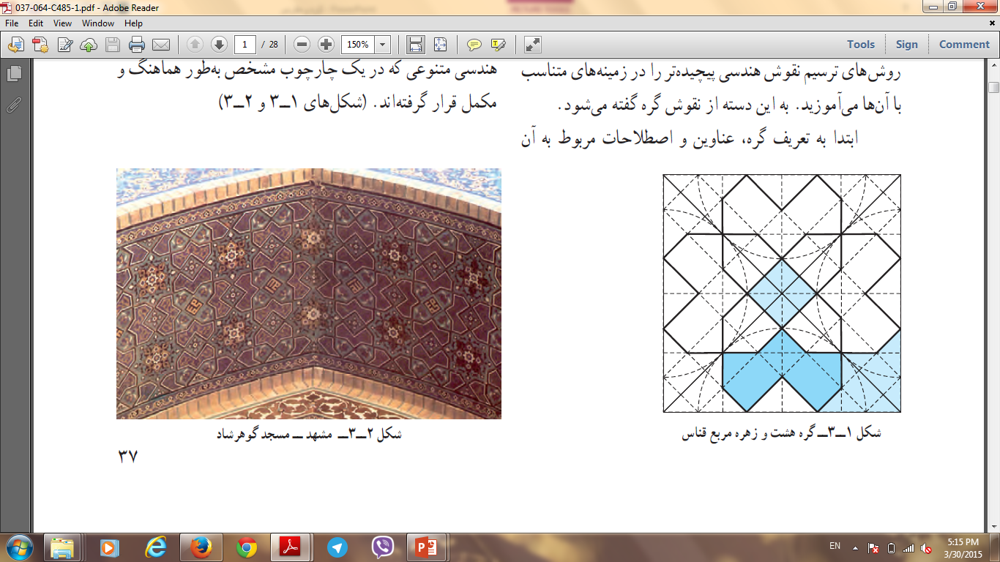 037-064-C485-1.pdf - Adobe Reader
File Edit View Window Help
1 / 28 150% Tools Sign Comment
روش‌های ترسیم نقوش هندسی پیچیده‌تر را در زمینه‌های متناسب
با آن‌ها می‌آموزید. به این دسته از نقوش گره گفته می‌شود.
ابتدا به تعریف گره، عناوین و اصطلاحات مربوط به آن
شکل ۱ــ۳ــ گره هشت و زهره مربع قناس
هندسی متنوعی که در یک چارچوب مشخص به‌طور هماهنگ و
مکمل قرار گرفته‌اند. (شکل‌های ۱ــ۳ و ۲ــ۳)
شکل ۲ــ۳ــ مشهد ــ مسجد گوهرشاد
۳۷
EN 5:15 PM
3/30/2015